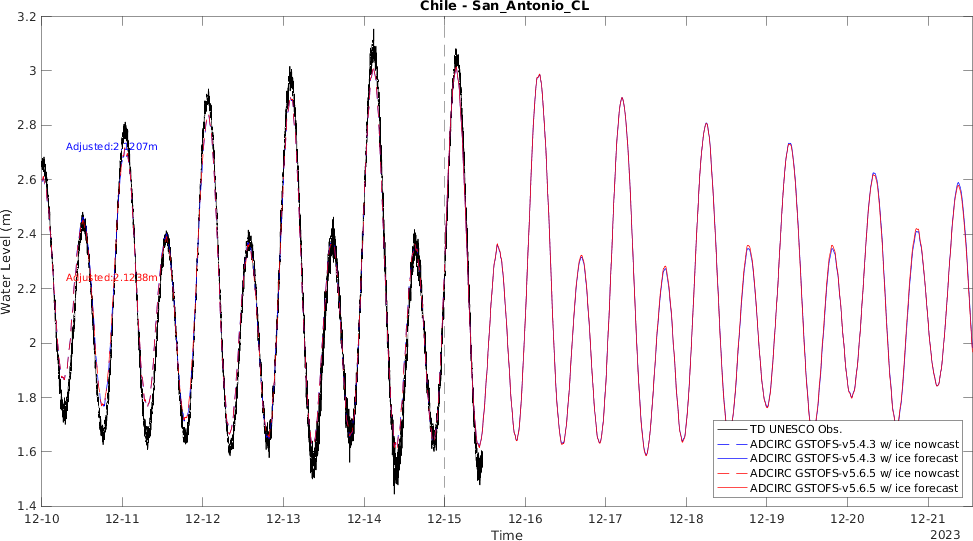 Chile - San_Antonio_CL
Water Level (m)
3.2
3
2.8
2.6
2.4
2.2
2
1.8
1.6
1.4
Adjusted:2.1207m
Adjusted:2.1238m
TD UNESCO Obs.
ADCIRC GSTOFS-v5.4.3 w/ ice nowcast
ADCIRC GSTOFS-v5.4.3 w/ ice forecast
ADCIRC GSTOFS-v5.6.5 w/ ice nowcast
ADCIRC GSTOFS-v5.6.5 w/ ice forecast
12-10 12-11 12-12 12-13 12-14 12-15 12-16 12-17 12-18 12-19 12-20 12-21
2023
Time